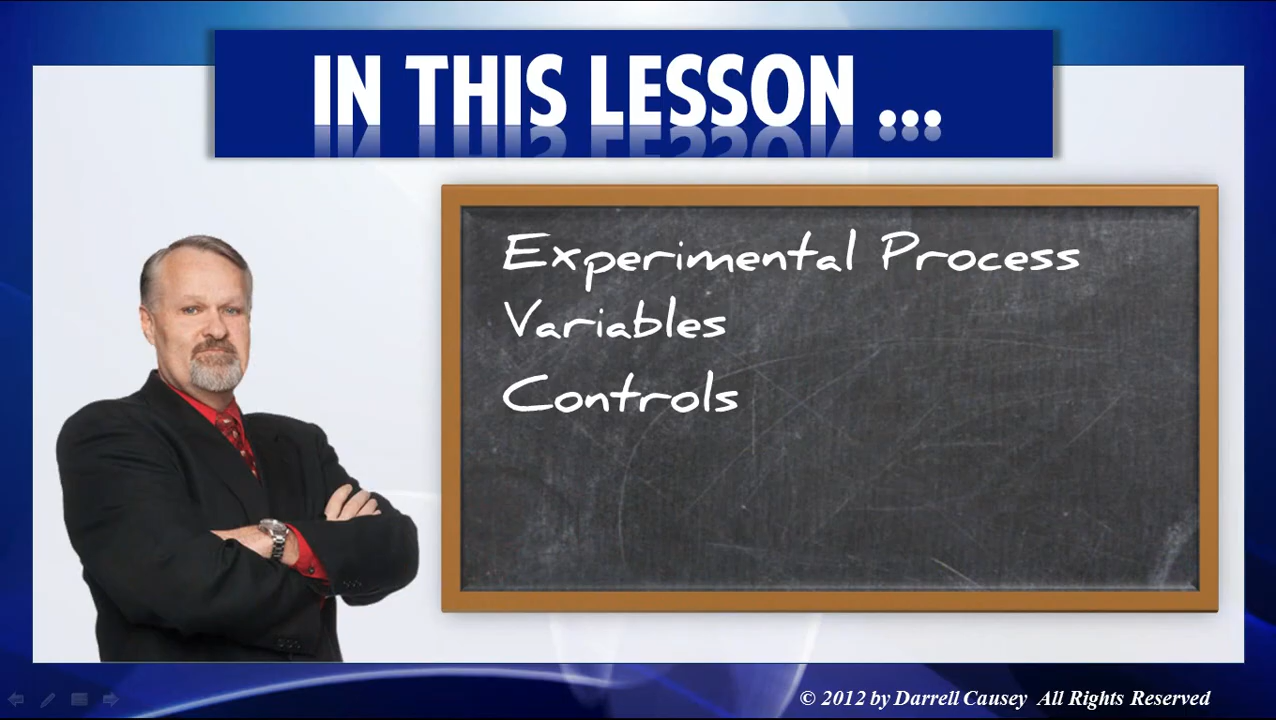 IN THIS LESSON ...
Experimental Process
Variables
Controls
© 2012 by Darrell Causey All Rights Reserved